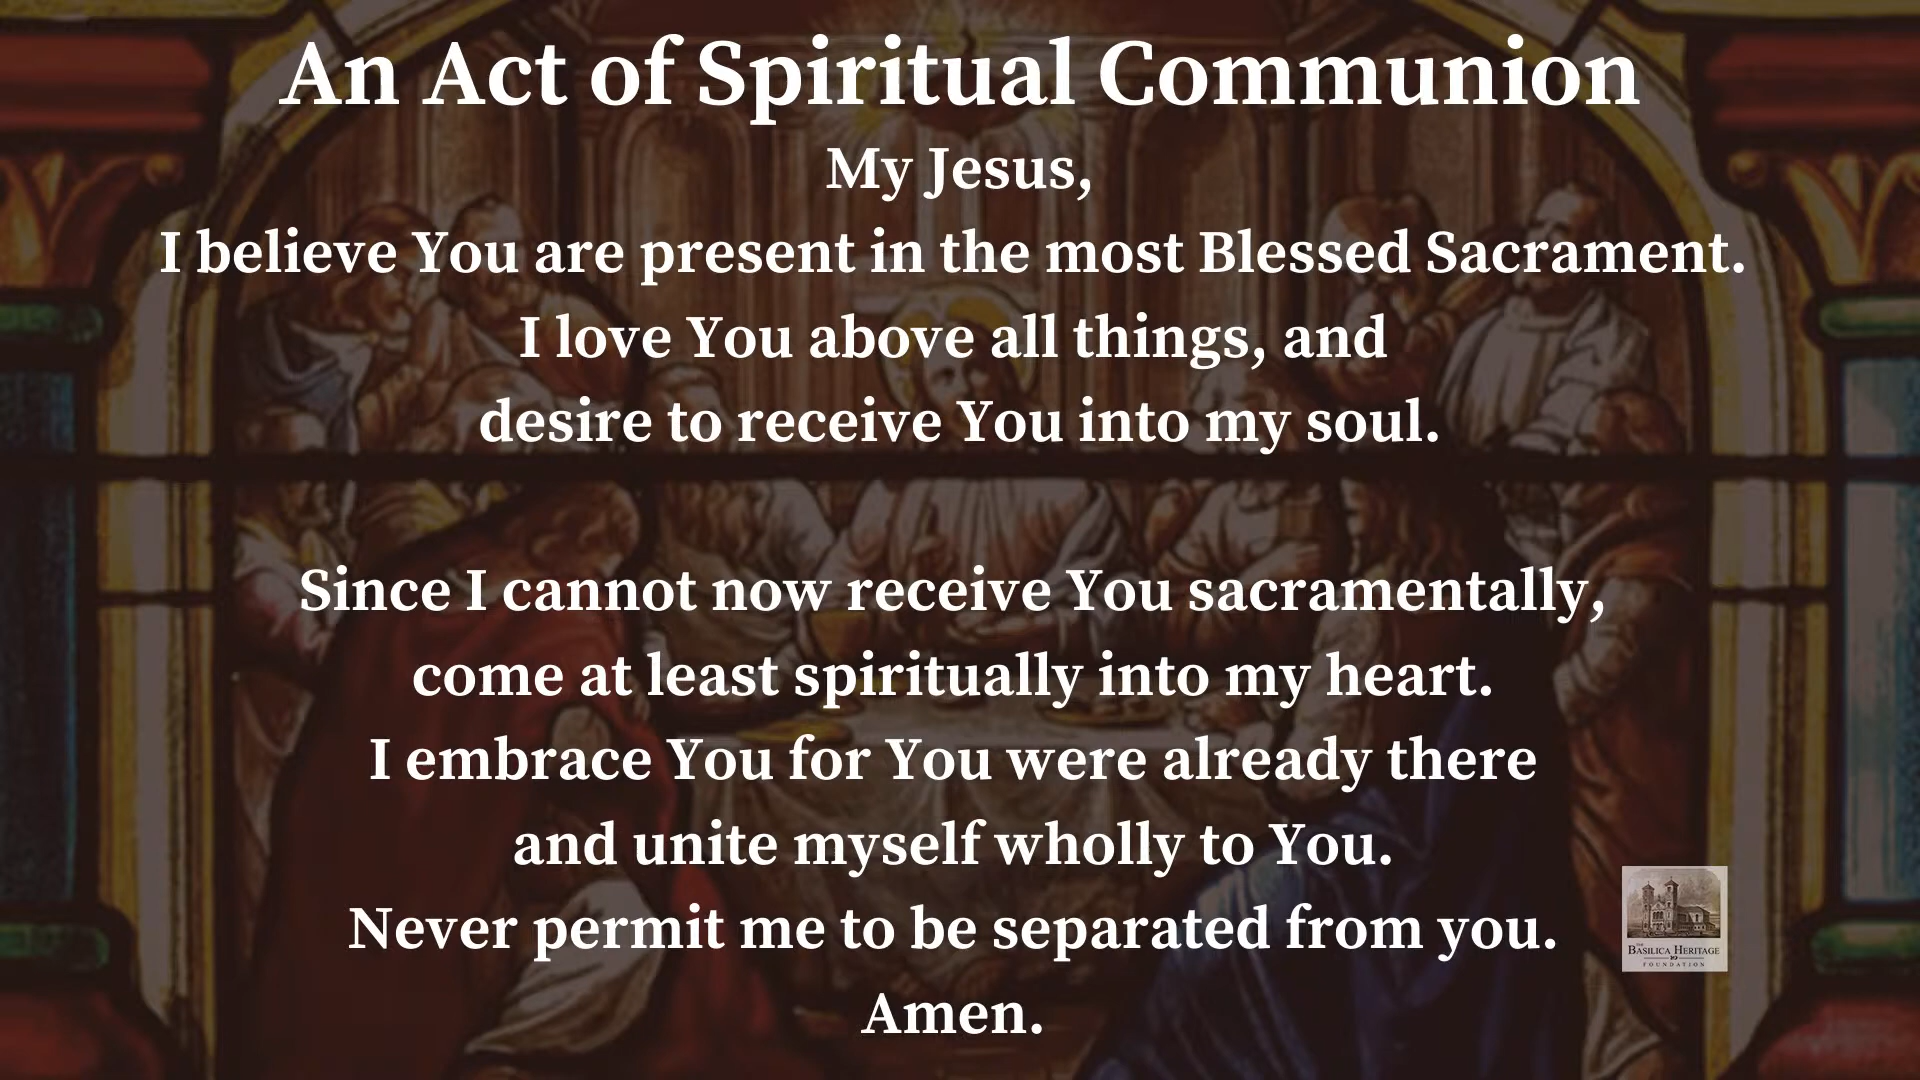 An Act of Spiritual Communion
My Jesus,
I believe You are present in the most Blessed Sacrament.
I love You above all things, and
desire to receive You into my soul.
Since I cannot now receive You sacramentally,
come at least spiritually into my heart.
I embrace You for You were already there
and unite myself wholly to You.
Never permit me to be separated from you.
Amen.
The
BASILICA HERITAGE
FOUNDATION